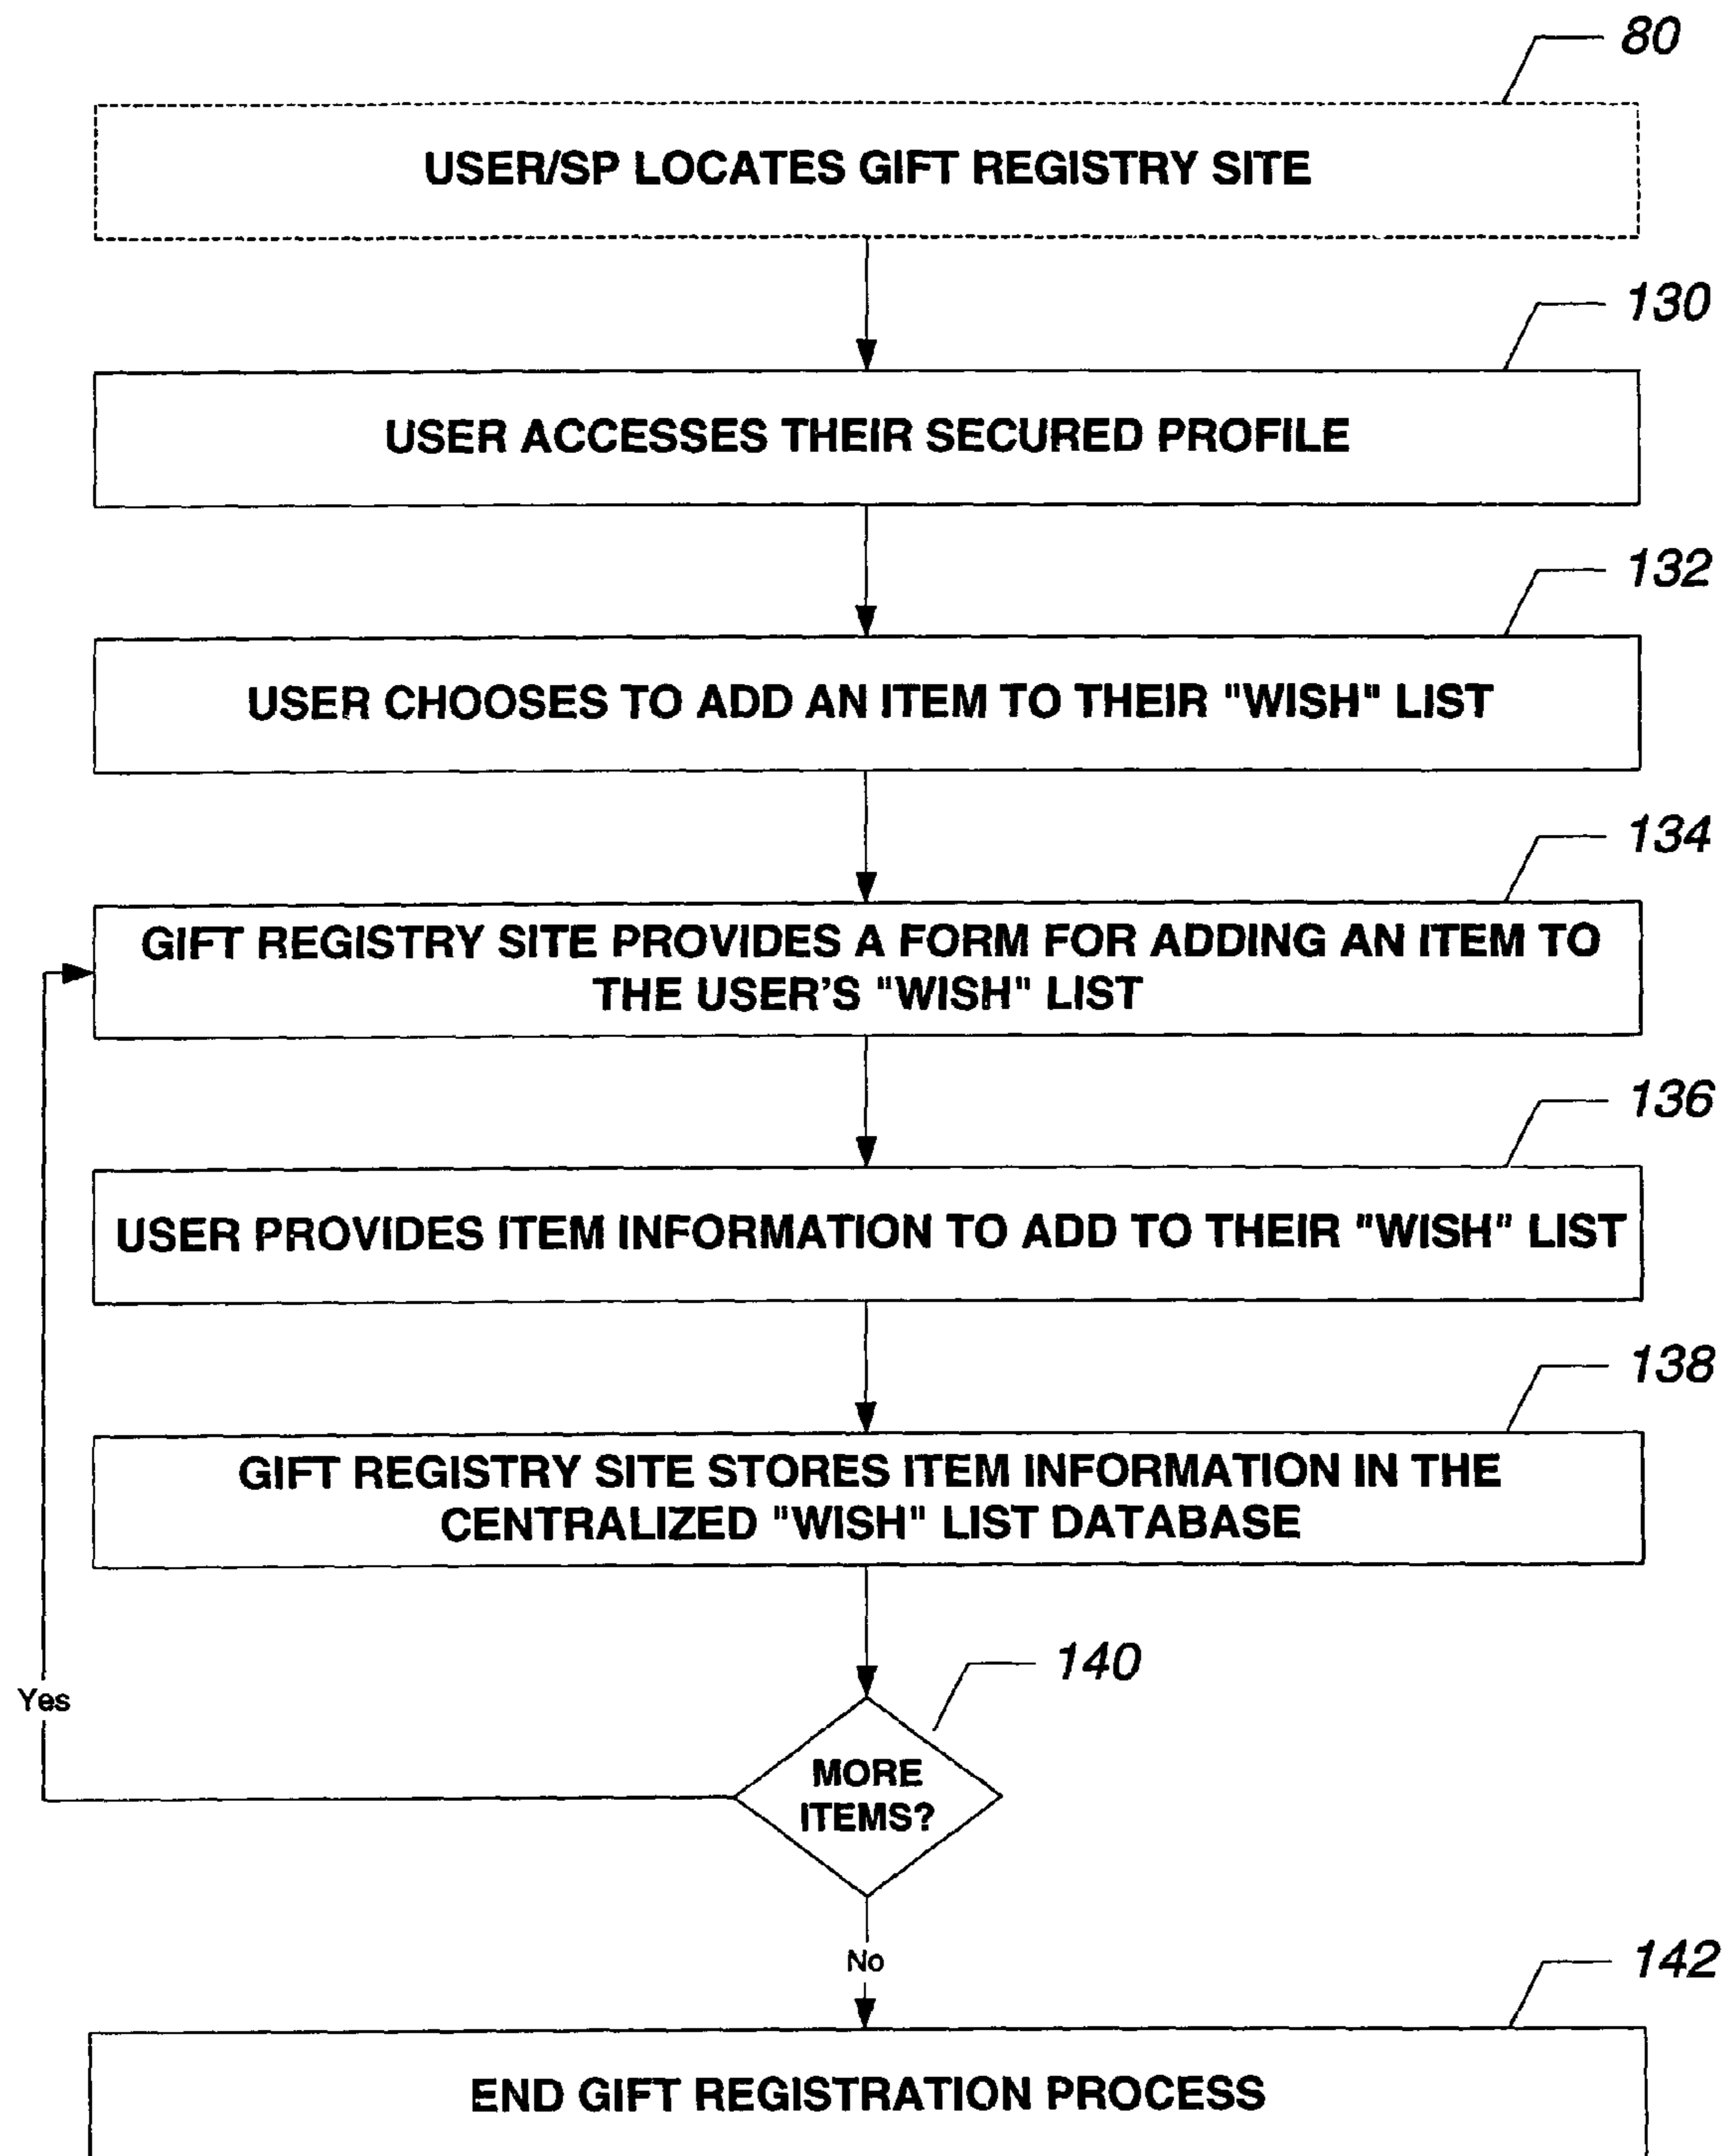 80
USER/SP LOCATES GIFT REGISTRY SITE
130
USER ACCESSES THEIR SECURED PROFILE
132
USER CHOOSES TO ADD AN ITEM TO THEIR "WISH" LIST
134
GIFT REGISTRY SITE PROVIDES A FORM FOR ADDING AN ITEM TO
THE USER'S "WISH" LIST
136
USER PROVIDES ITEM INFORMATION TO ADD TO THEIR "WISH" LIST
138
GIFT REGISTRY SITE STORES ITEM INFORMATION IN THE
CENTRALIZED "WISH" LIST DATABASE
140
Yes
MORE
ITEMS?
No
142
END GIFT REGISTRATION PROCESS